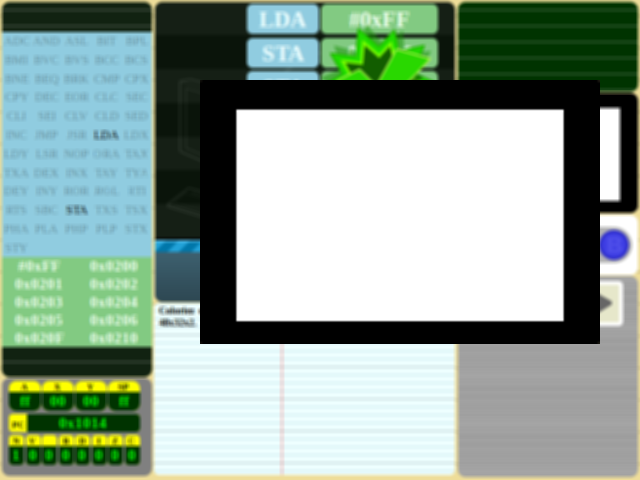 LDA #0xFF
STA
ADC AND ASL BIT BPL
BMI BVC BVS BCC BCS
BNE BEQ BRK CMP CPX
CPY DEC EOR CLC SEC
CLI SEI CLV CLD SED
INC JMP JSR LDA LDX
LDY LSR NOP ORA TAX
TXA DEX INX TAY TYA
DEY INY ROR ROL RTI
RTS SBC STA TXS TSX
PHA PLA PHP PLP STX
STY
#0xFF 0x0200
0x0201 0x0202
0x0203 0x0204
0x0205 0x0206
0x020F 0x0210
A X Y SP
ff 00 00 ff
PC 0x1014
N V B D I Z C
1 0 0 0 0 0 0 0